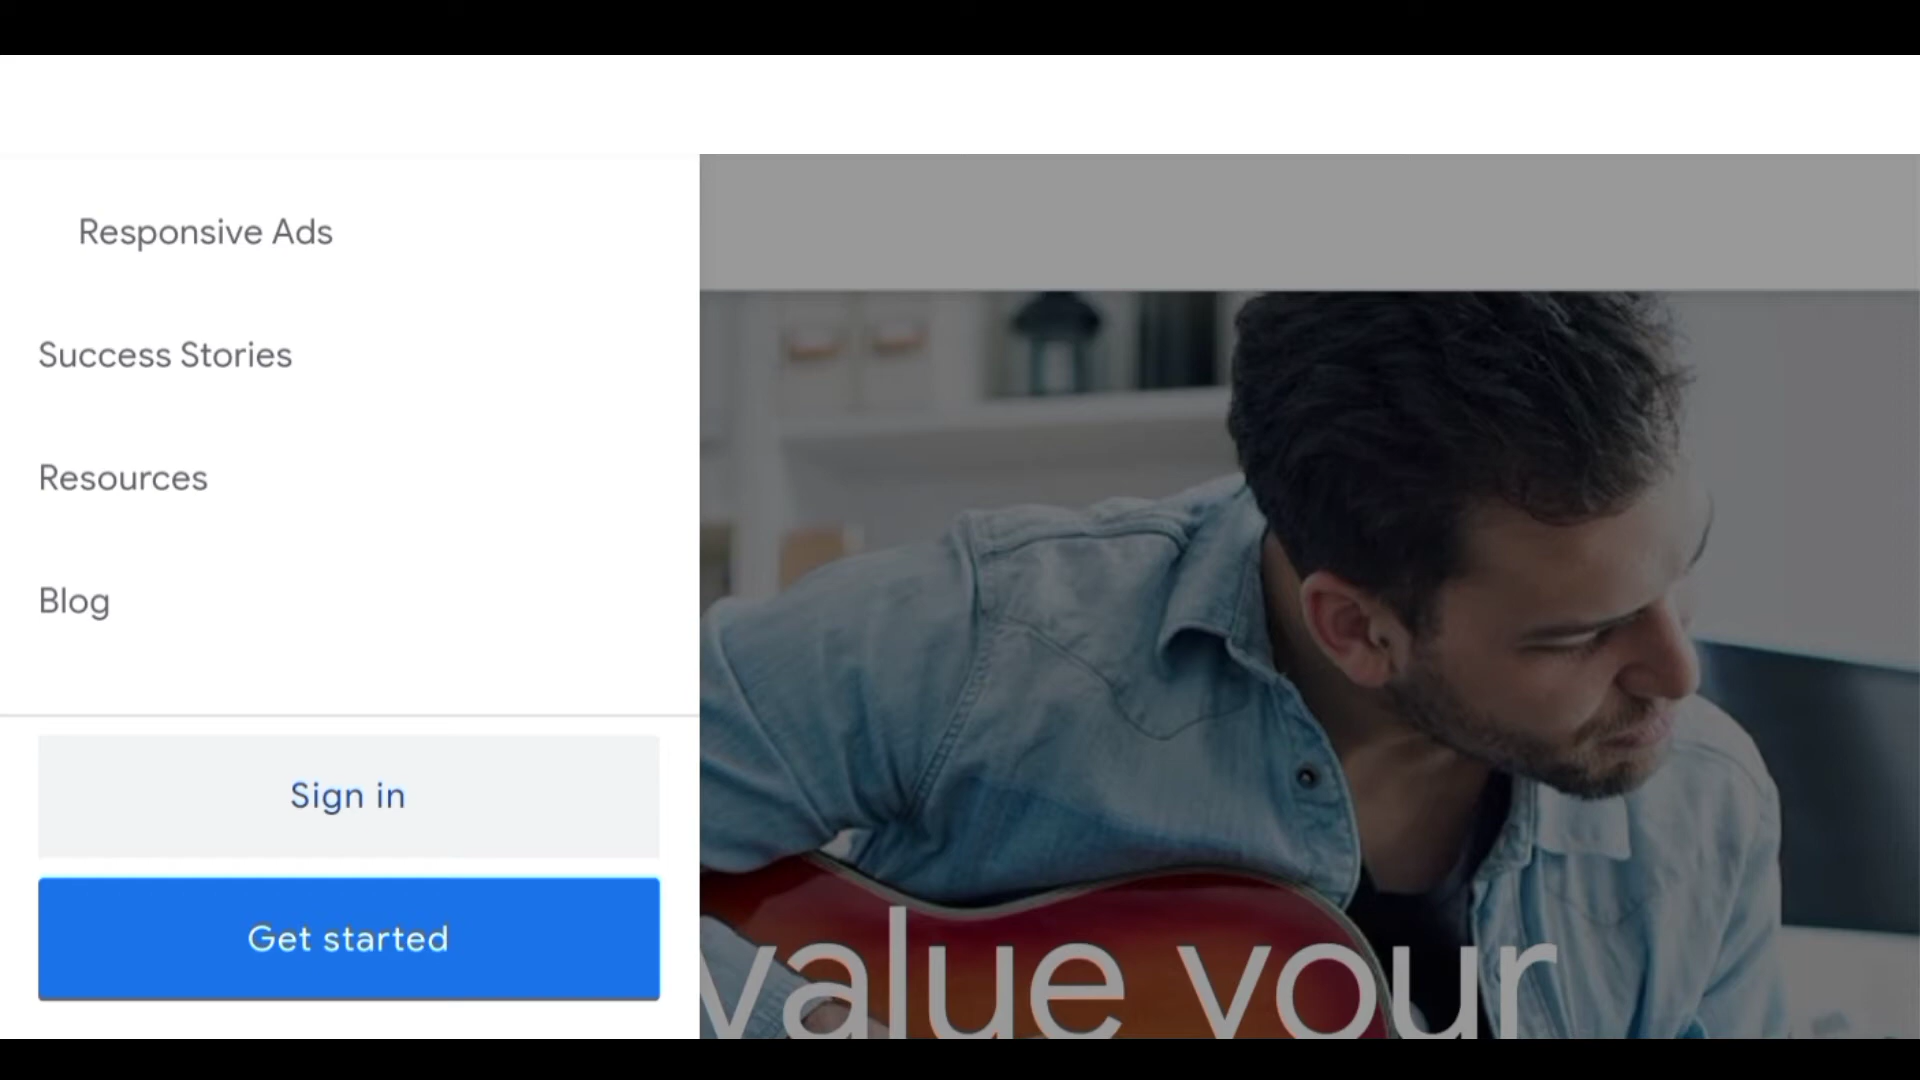 Responsive Ads
Success Stories
Resources
Blog
Sign in
Get started
value your